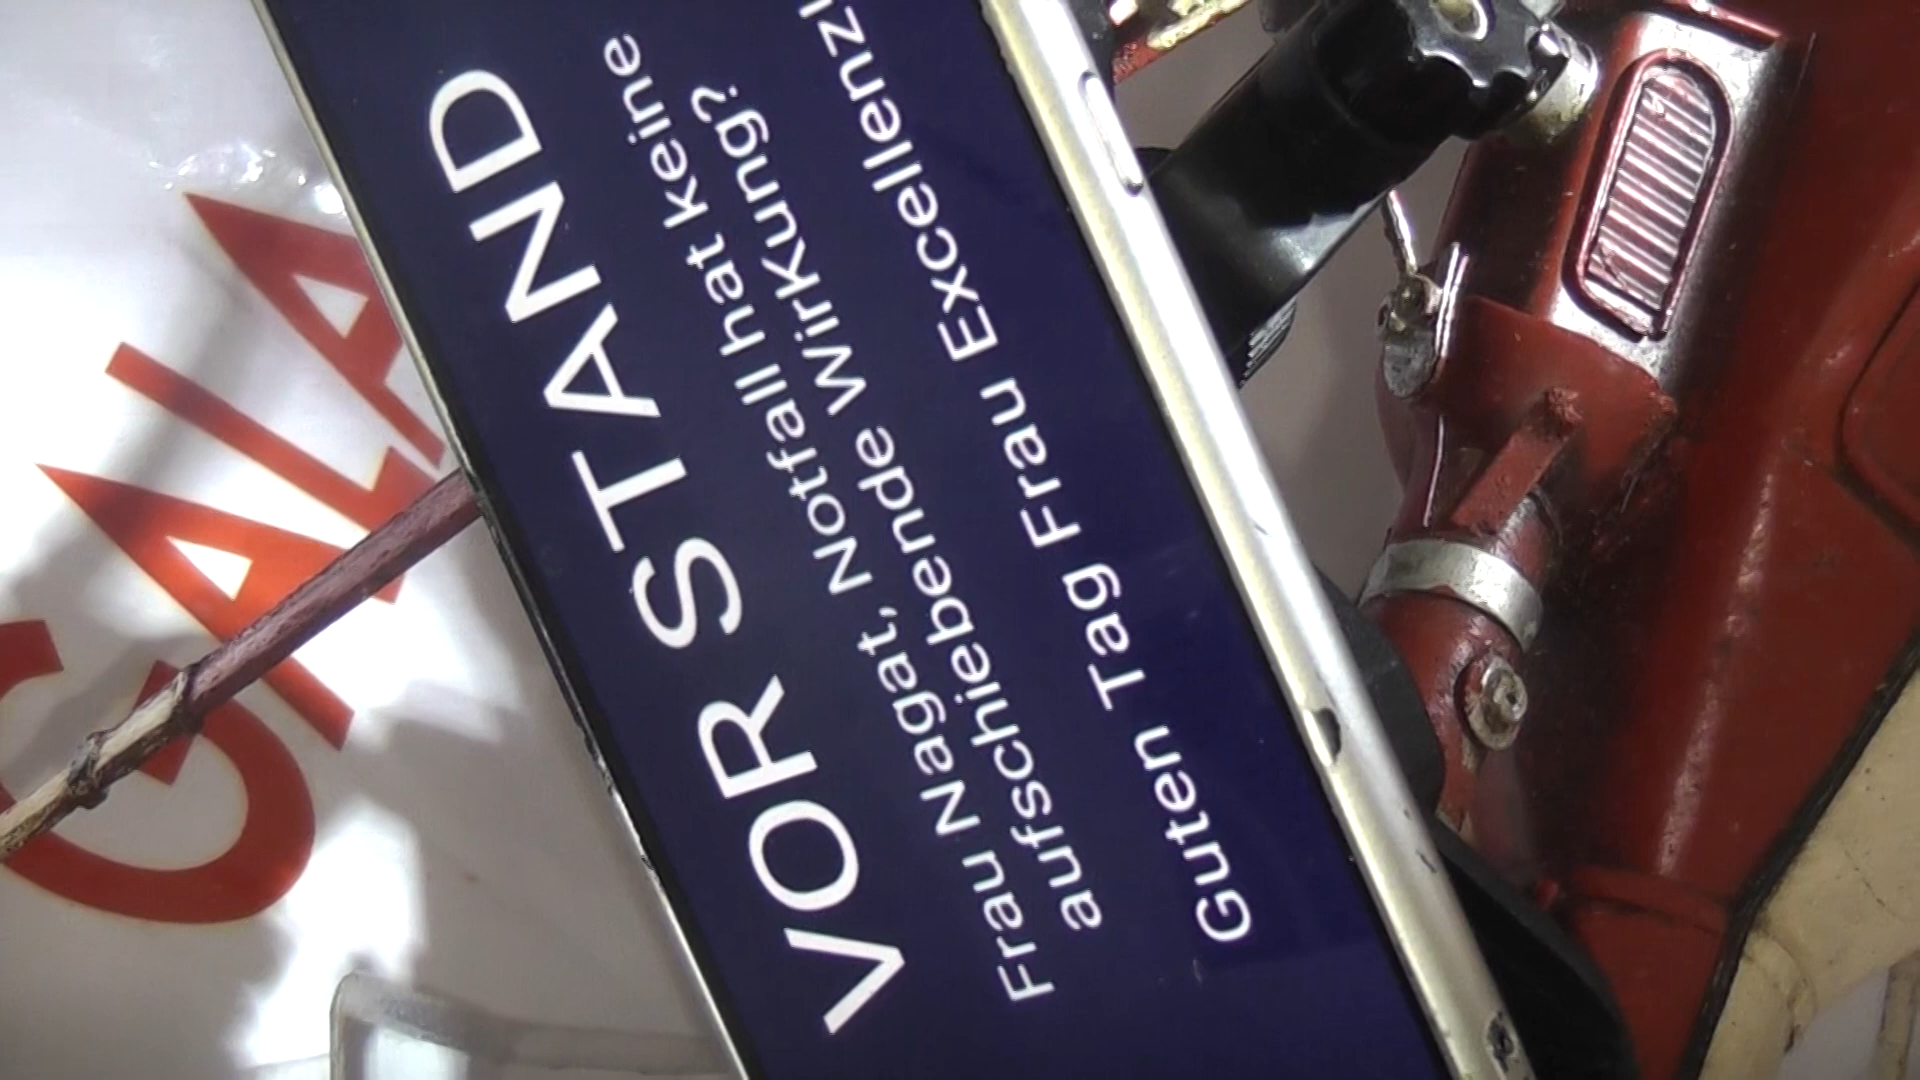 VOR STAND
Frau Nagat, Notfall hat keine
aufschiebende WirKung?
Guten Tag Frau Excellenz!
GALA